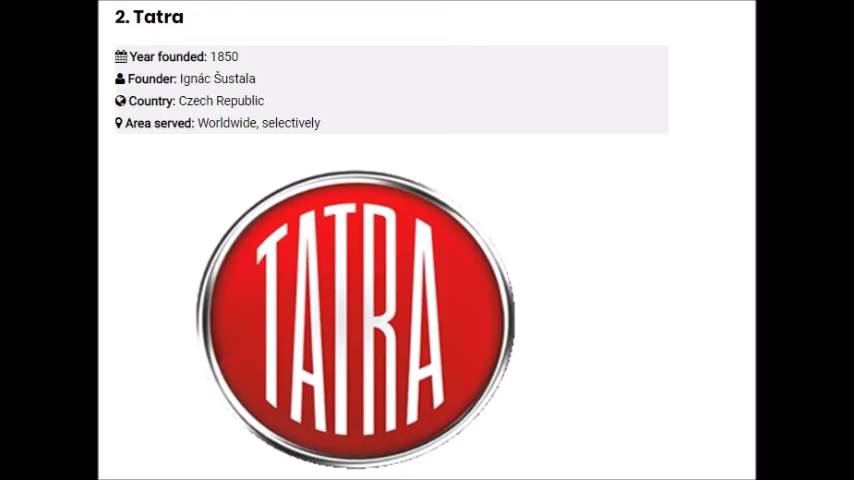 2. Tatra
Year founded: 1850
Founder: Ignác Šustala
Country: Czech Republic
Area served: Worldwide, selectively
TATRA